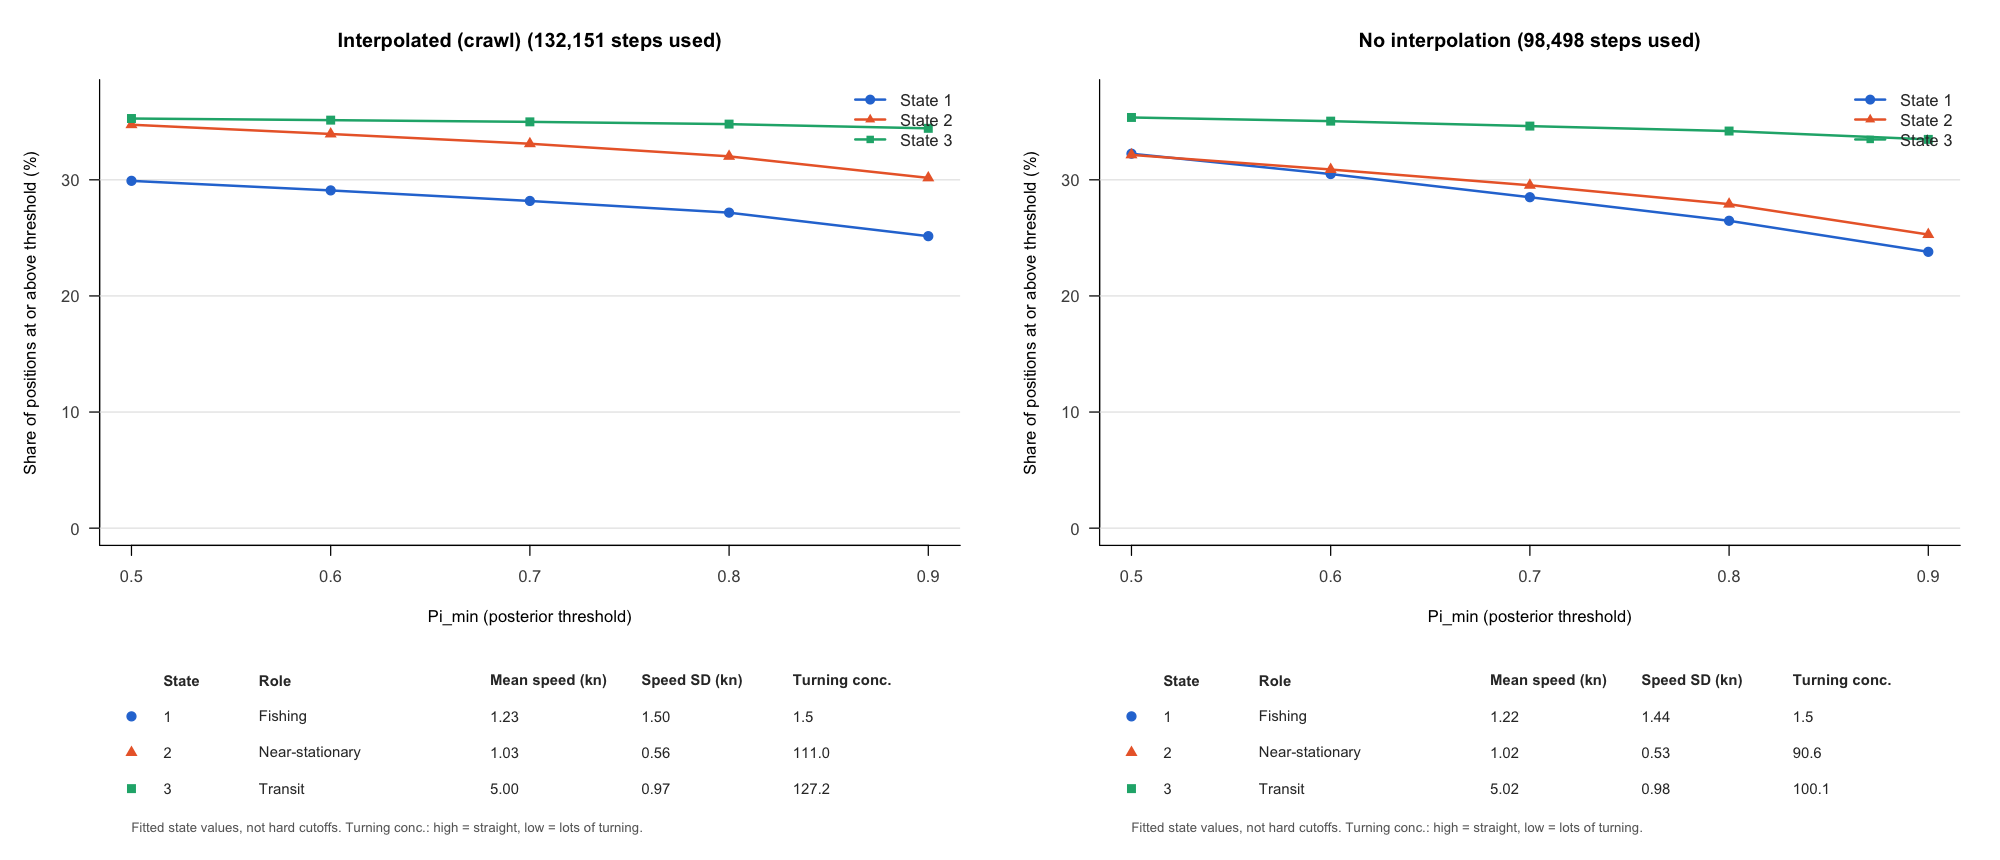 Interpolated (crawl) (132,151 steps used)
Share of positions at or above threshold (%)
30
20
10
0
State 1
State 2
State 3
0.5 0.6 0.7 0.8 0.9
Pi_min (posterior threshold)
State Role Mean speed (kn) Speed SD (kn) Turning conc.
1 Fishing 1.23 1.50 1.5
2 Near-stationary 1.03 0.56 111.0
3 Transit 5.00 0.97 127.2
Fitted state values, not hard cutoffs. Turning conc.: high = straight, low = lots of turning.
No interpolation (98,498 steps used)
Share of positions at or above threshold (%)
30
20
10
0
State 1
State 2
State 3
0.5 0.6 0.7 0.8 0.9
Pi_min (posterior threshold)
State Role Mean speed (kn) Speed SD (kn) Turning conc.
1 Fishing 1.22 1.44 1.5
2 Near-stationary 1.02 0.53 90.6
3 Transit 5.02 0.98 100.1
Fitted state values, not hard cutoffs. Turning conc.: high = straight, low = lots of turning.